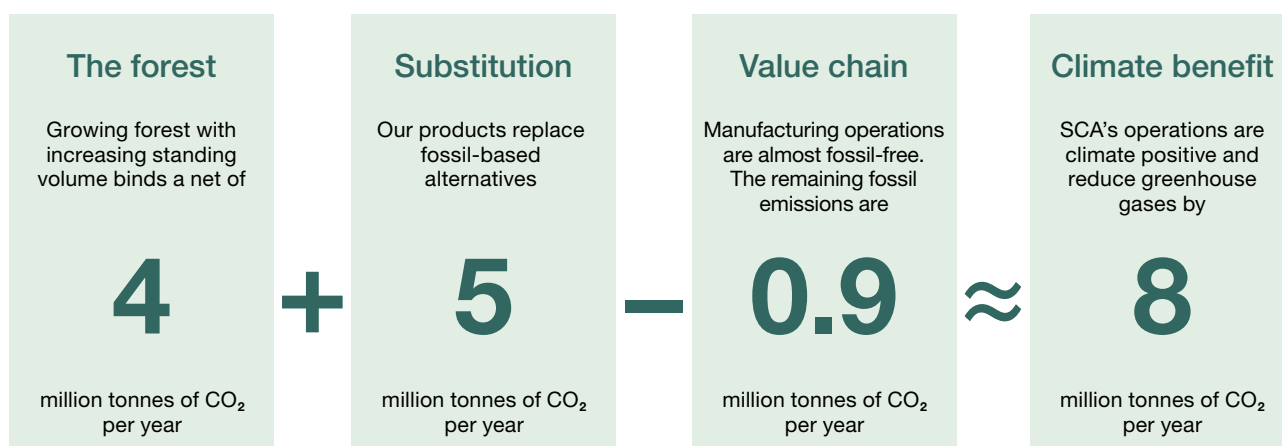 The forest
Growing forest with
increasing standing
volume binds a net of
4
million tonnes of CO₂
per year
+
Substitution
Our products replace
fossil-based
alternatives
5
million tonnes of CO₂
per year
–
Value chain
Manufacturing operations
are almost fossil-free.
The remaining fossil
emissions are
0.9
million tonnes of CO₂
per year
≈
Climate benefit
SCA’s operations are
climate positive and
reduce greenhouse
gases by
8
million tonnes of CO₂
per year